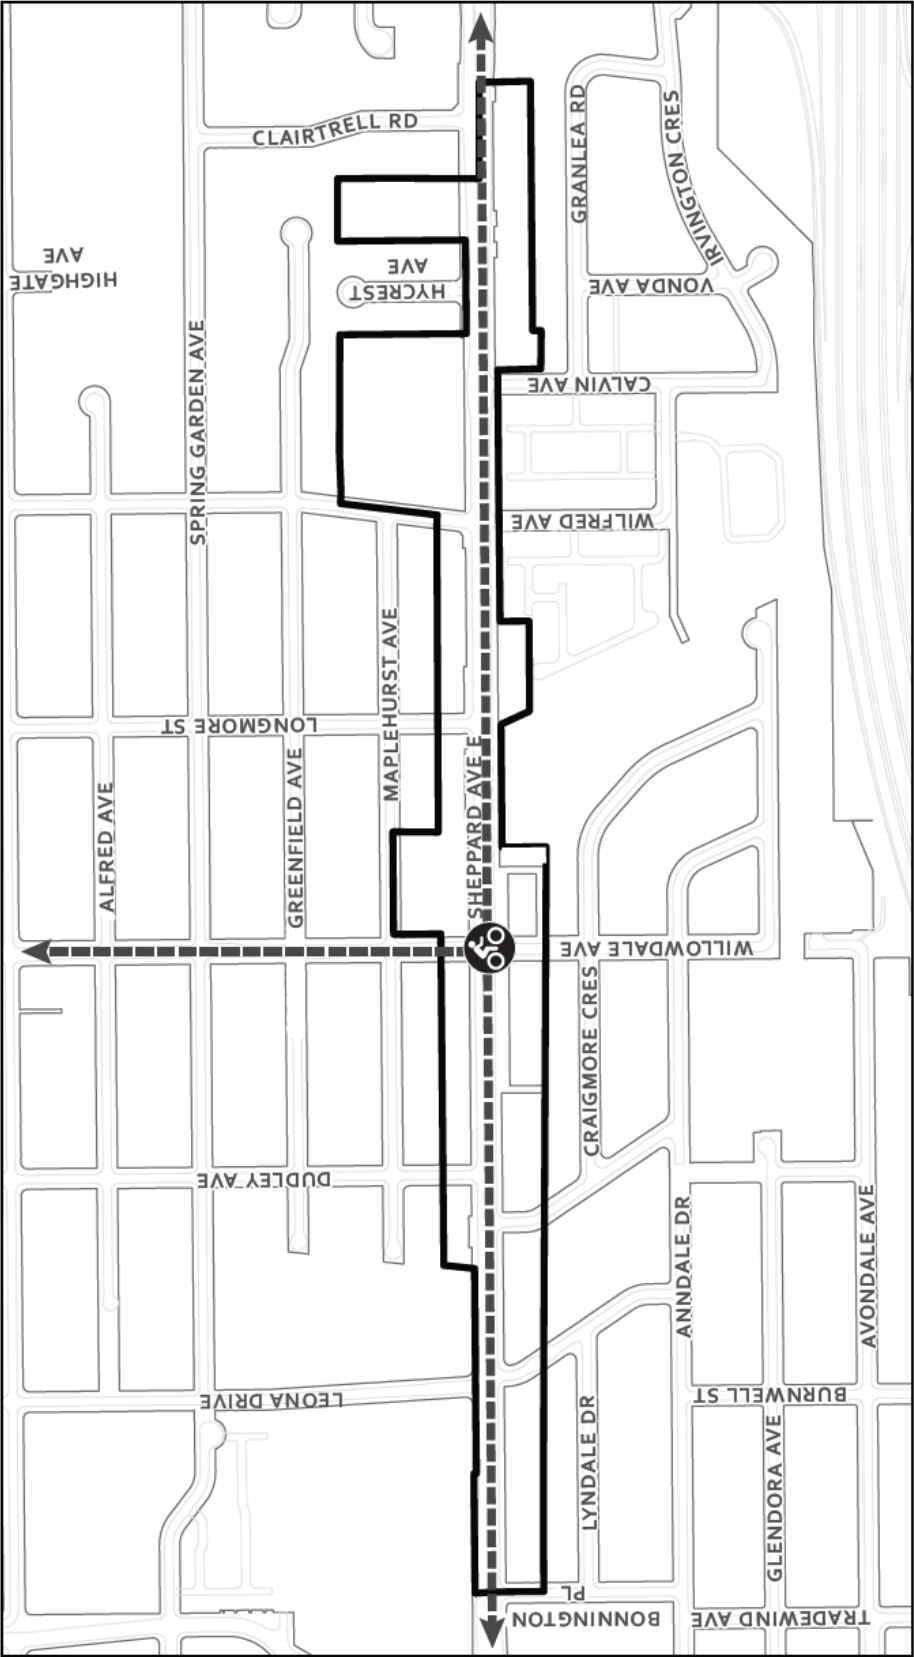 CLAIRTRELL RD
GRANLEA RD
IRVINGTON CRES
HIGHGATE
AVE
HYCREST
AVE
VONDA AVE
SPRING GARDEN AVE
CALVIN AVE
WILFRED AVE
MAPLEHURST AVE
LONGMORE ST
SHEPPARD AVE E
ALFRED AVE
GREENFIELD AVE
WILLOWDALE AVE
CRAIGMORE CRES
DUDLEY AVE
ANNDALE DR
AVONDALE AVE
LEONA DRIVE
BURNWELL ST
LYNDALE DR
GLENDORA AVE
BONNINGTON
PL
TRADEWIND AVE